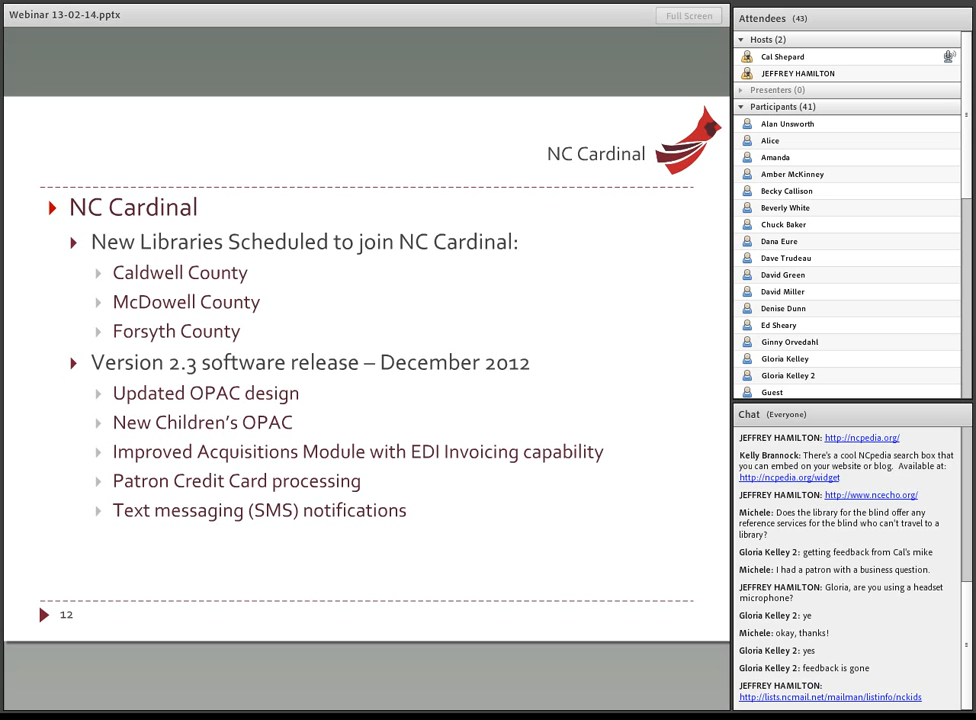 Webinar 13-02-14.pptx
Full Screen
NC Cardinal
NC Cardinal
New Libraries Scheduled to join NC Cardinal:
Caldwell County
McDowell County
Forsyth County
Version 2.3 software release – December 2012
Updated OPAC design
New Children's OPAC
Improved Acquisitions Module with EDI Invoicing capability
Patron Credit Card processing
Text messaging (SMS) notifications
12
Attendees (43)
Hosts (2)
Cal Shepard
JEFFREY HAMILTON
Presenters (0)
Participants (41)
Alan Unsworth
Alice
Amanda
Amber McKinney
Becky Callison
Beverly White
Chuck Baker
Dana Eure
Dave Trudeau
David Green
David Miller
Denise Dunn
Ed Sheary
Ginny Orvedahl
Gloria Kelley
Gloria Kelley 2
Guest
Chat (Everyone)
JEFFREY HAMILTON: http://ncpedia.org/
Kelly Brannock: There's a cool NCpedia search box that
you can embed on your website or blog. Available at:
http://ncpedia.org/widget
JEFFREY HAMILTON: http://www.ncecho.org/
Michele: Does the library for the blind offer any
reference services for the blind who can't travel to a
library?
Gloria Kelley 2: getting feedback from Cal's mike
Michele: I had a patron with a business question.
JEFFREY HAMILTON: Gloria, are you using a headset
microphone?
Gloria Kelley 2: ye
Michele: okay, thanks!
Gloria Kelley 2: yes
Gloria Kelley 2: feedback is gone
JEFFREY HAMILTON:
http://lists.ncmail.net/mailman/listinfo/nckids